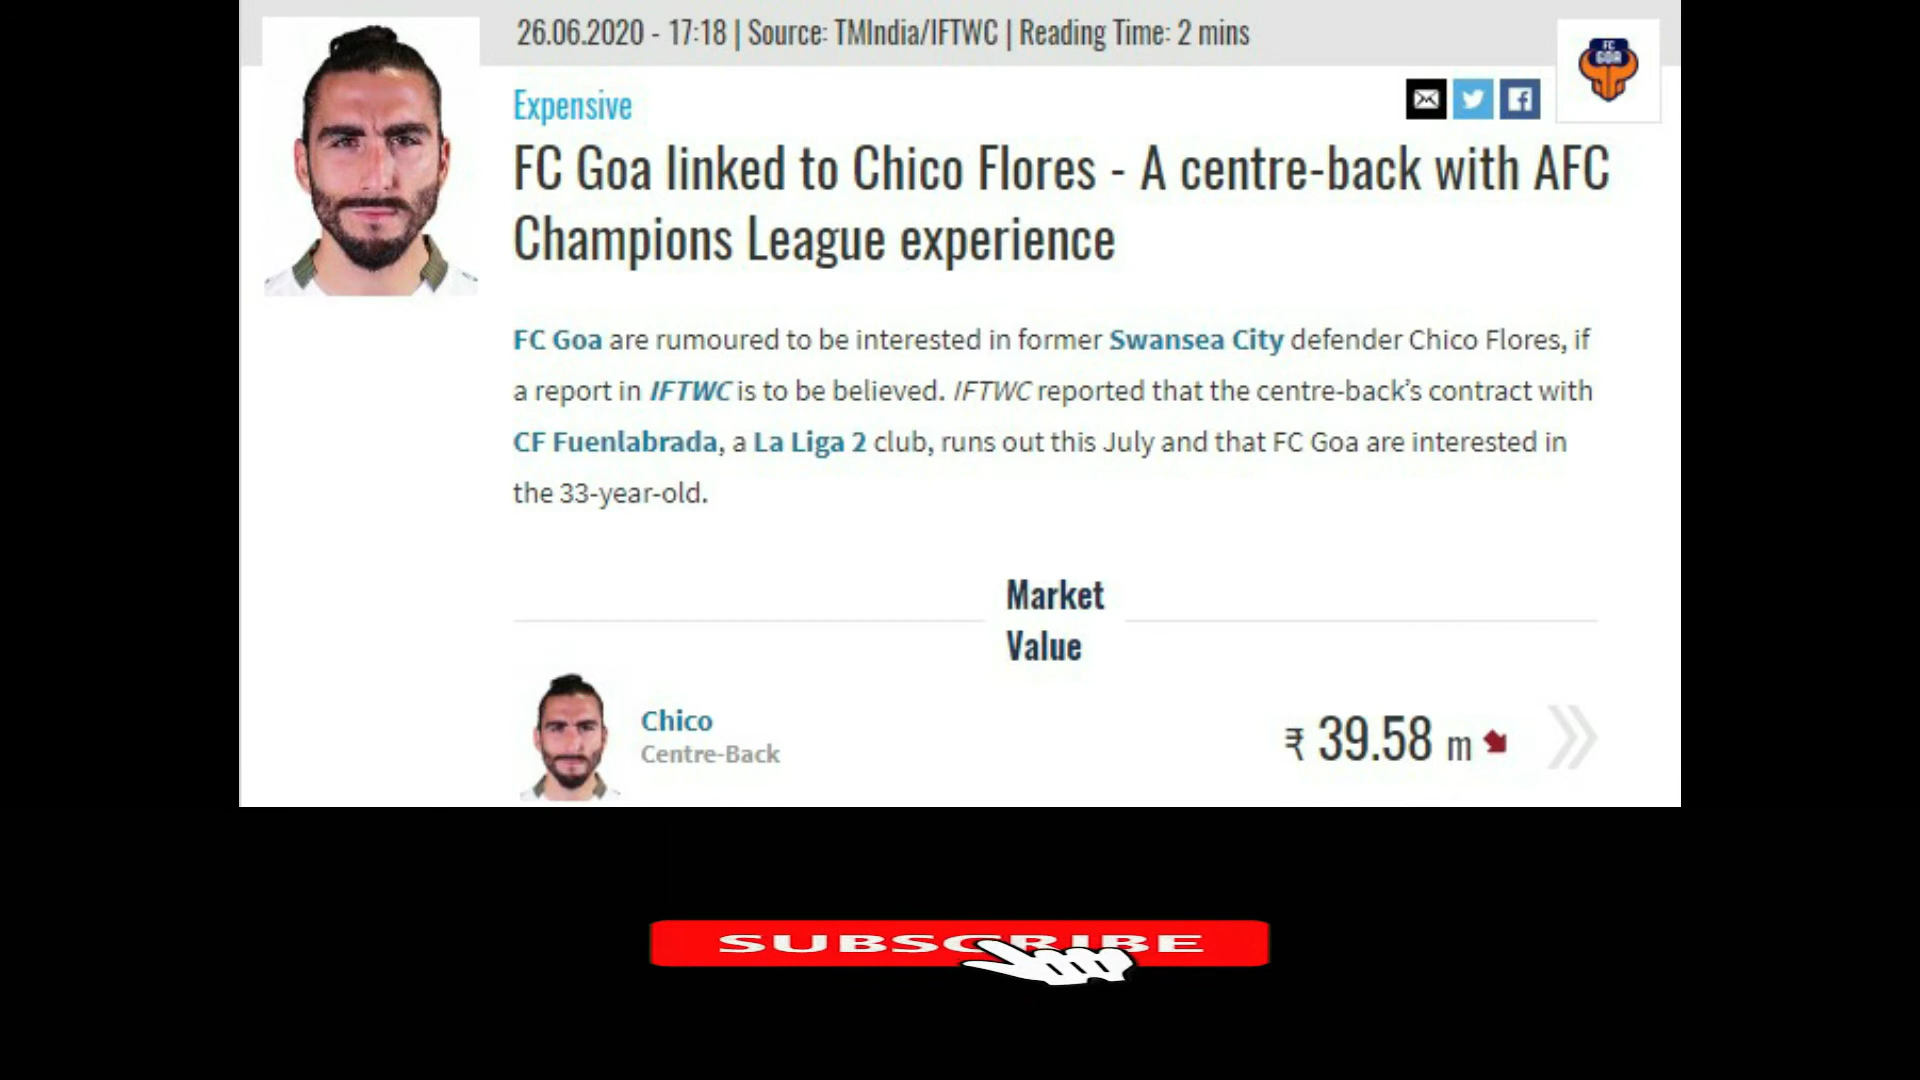 26.06.2020 - 17:18 | Source: TMIndia/IFTWC | Reading Time: 2 mins
FC
GOA
Expensive
FC Goa linked to Chico Flores - A centre-back with AFC
Champions League experience
FC Goa are rumoured to be interested in former Swansea City defender Chico Flores, if
a report in IFTWC is to be believed. IFTWC reported that the centre-back’s contract with
CF Fuenlabrada, a La Liga 2 club, runs out this July and that FC Goa are interested in
the 33-year-old.
Market
Value
Chico
Centre-Back
₹ 39.58 m
SUBSCRIBE